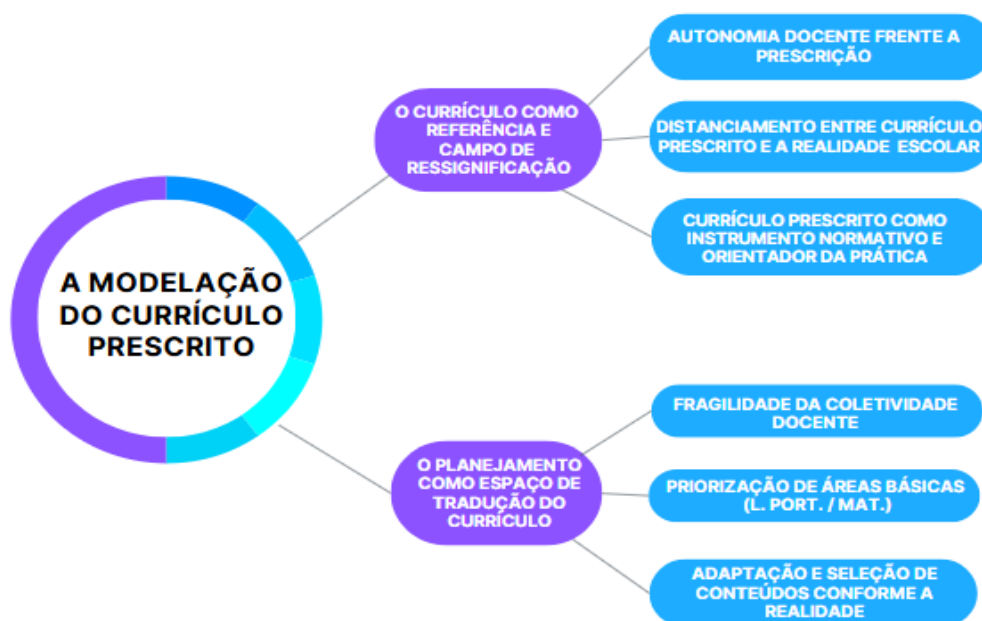 A MODELAÇÃO
DO CURRÍCULO
PRESCRITO
O CURRÍCULO COMO
REFERÊNCIA E
CAMPO DE
RESSIGNIFICAÇÃO
AUTONOMIA DOCENTE FRENTE A
PRESCRIÇÃO
DISTANCIAMENTO ENTRE CURRÍCULO
PRESCRITO E A REALIDADE ESCOLAR
CURRÍCULO PRESCRITO COMO
INSTRUMENTO NORMATIVO E
ORIENTADOR DA PRÁTICA
O PLANEJAMENTO
COMO ESPAÇO DE
TRADUÇÃO DO
CURRÍCULO
FRAGILIDADE DA COLETIVIDADE
DOCENTE
PRIORIZAÇÃO DE ÁREAS BÁSICAS
(L. PORT. / MAT.)
ADAPTAÇÃO E SELEÇÃO DE
CONTEÚDOS CONFORME A
REALIDADE